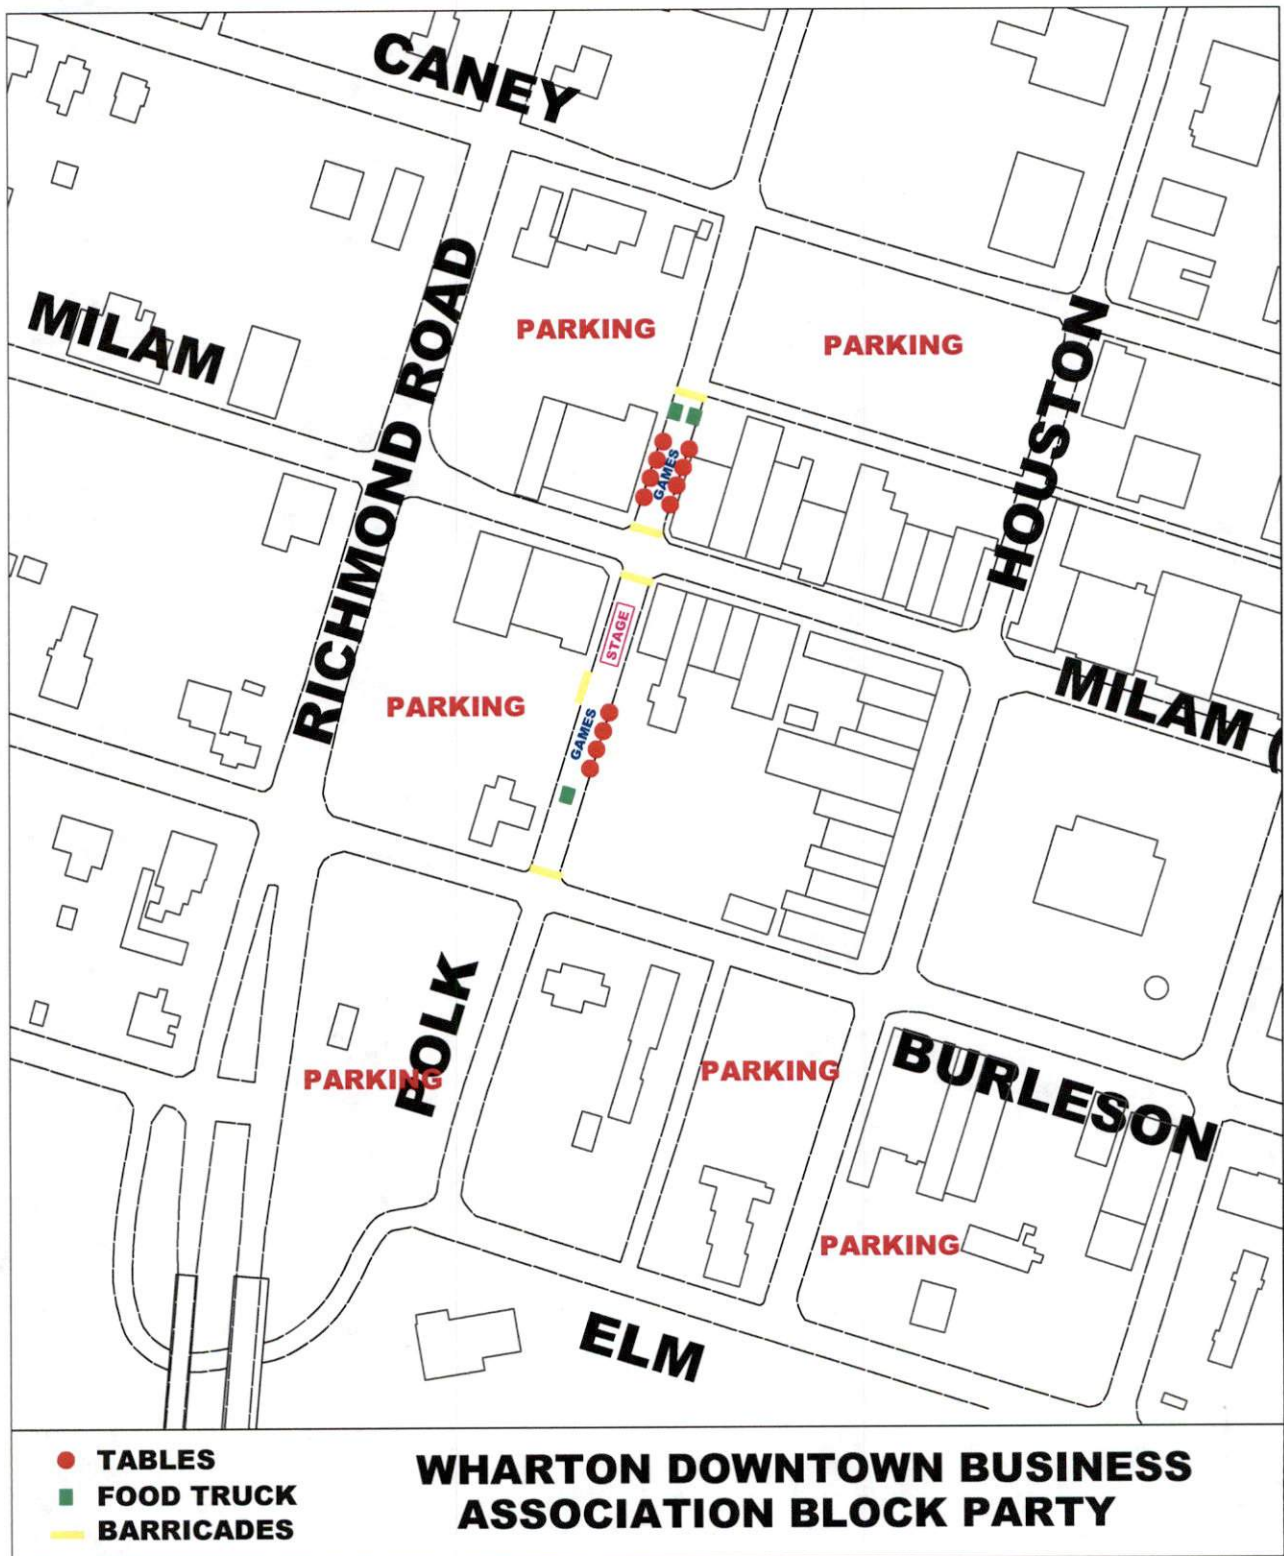 CANEY
MILAM
RICHMOND ROAD
HOUSTON
PARKING
PARKING
GAMES
STAGE
PARKING
GAMES
MILAM (
POLK
PARKING
PARKING
BURLESON
PARKING
ELM
TABLES
FOOD TRUCK
BARRICADES
WHARTON DOWNTOWN BUSINESS
ASSOCIATION BLOCK PARTY